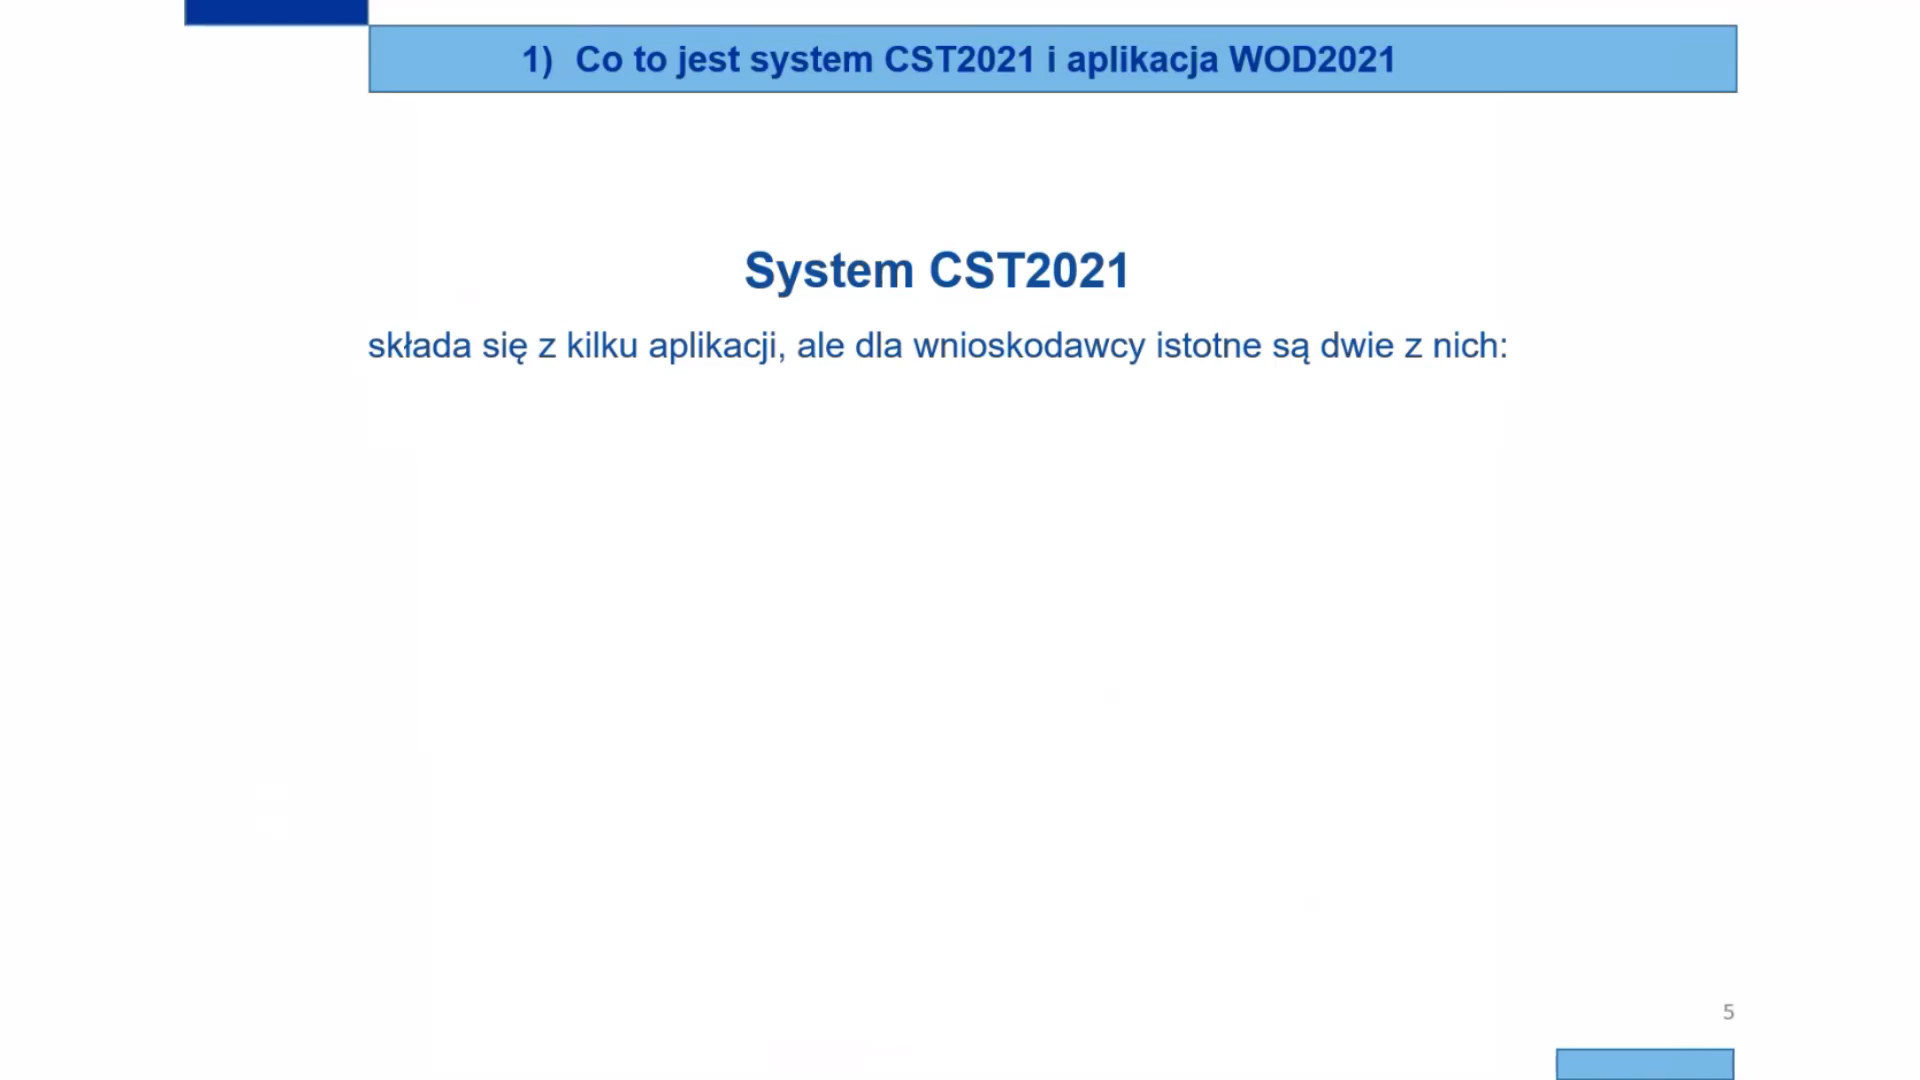 1) Co to jest system CST2021 i aplikacja WOD2021
System CST2021
składa się z kilku aplikacji, ale dla wnioskodawcy istotne są dwie z nich:
5